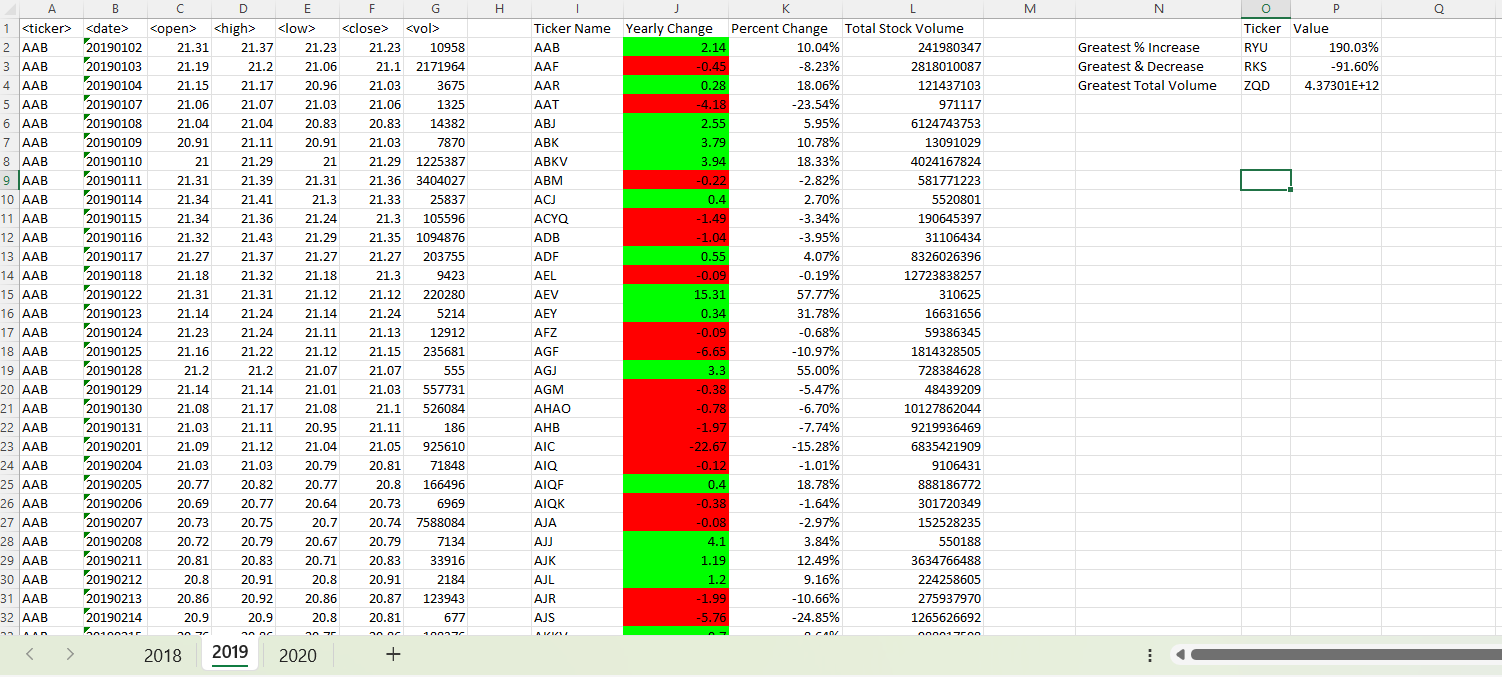 A B C D E F G H I J K L M N O P Q
1 <ticker> <date> <open> <high> <low> <close> <vol> Ticker Name Yearly Change Percent Change Total Stock Volume Ticker Value
2 AAB 20190102 21.31 21.37 21.23 21.23 10958 AAB 2.14 10.04% 241980347 Greatest % Increase RYU 190.03%
3 AAB 20190103 21.19 21.2 21.06 21.1 2171964 AAF -0.45 -8.23% 2818010087 Greatest & Decrease RKS -91.60%
4 AAB 20190104 21.15 21.17 20.96 21.03 3675 AAR 0.28 18.06% 121437103 Greatest Total Volume ZQD 4.37301E+12
5 AAB 20190107 21.06 21.07 21.03 21.06 1325 AAT -4.18 -23.54% 971117
6 AAB 20190108 21.04 21.04 20.83 20.83 14382 ABJ 2.55 5.95% 6124743753
7 AAB 20190109 20.91 21.11 20.91 21.03 7870 ABK 3.79 10.78% 13091029
8 AAB 20190110 21 21.29 21 21.29 1225387 ABKV 3.94 18.33% 4024167824
9 AAB 20190111 21.31 21.39 21.31 21.36 3404027 ABM -0.22 -2.82% 581771223
10 AAB 20190114 21.34 21.41 21.3 21.33 25837 ACJ 0.4 2.70% 5520801
11 AAB 20190115 21.34 21.36 21.24 21.3 105596 ACYQ -1.49 -3.34% 190645397
12 AAB 20190116 21.32 21.43 21.29 21.35 1094876 ADB -1.04 -3.95% 31106434
13 AAB 20190117 21.27 21.37 21.27 21.27 203755 ADF 0.55 4.07% 8326026396
14 AAB 20190118 21.18 21.32 21.18 21.3 9423 AEL -0.09 -0.19% 12723838257
15 AAB 20190122 21.31 21.31 21.12 21.12 220280 AEV 15.31 57.77% 310625
16 AAB 20190123 21.14 21.24 21.14 21.24 5214 AEY 0.34 31.78% 16631656
17 AAB 20190124 21.23 21.24 21.11 21.13 12912 AFZ -0.09 -0.68% 59386345
18 AAB 20190125 21.16 21.22 21.12 21.15 235681 AGF -6.65 -10.97% 1814328505
19 AAB 20190128 21.2 21.2 21.07 21.07 555 AGJ 3.3 55.00% 728384628
20 AAB 20190129 21.14 21.14 21.01 21.03 557731 AGM -0.38 -5.47% 48439209
21 AAB 20190130 21.08 21.17 21.08 21.1 526084 AHAO -0.78 -6.70% 10127862044
22 AAB 20190131 21.03 21.11 20.95 21.11 186 AHB -1.97 -7.74% 9219936469
23 AAB 20190201 21.09 21.12 21.04 21.05 925610 AIC -22.67 -15.28% 6835421909
24 AAB 20190204 21.03 21.03 20.79 20.81 71848 AIQ -0.12 -1.01% 9106431
25 AAB 20190205 20.77 20.82 20.77 20.8 166496 AIQF 0.4 18.78% 888186772
26 AAB 20190206 20.69 20.77 20.64 20.73 6969 AIQK -0.38 -1.64% 301720349
27 AAB 20190207 20.73 20.75 20.7 20.74 7588084 AJA -0.08 -2.97% 152528235
28 AAB 20190208 20.72 20.79 20.67 20.79 7134 AJJ 4.1 3.84% 550188
29 AAB 20190211 20.81 20.83 20.71 20.83 33916 AJK 1.19 12.49% 3634766488
30 AAB 20190212 20.8 20.91 20.8 20.91 2184 AJL 1.2 9.16% 224258605
31 AAB 20190213 20.86 20.92 20.86 20.87 123943 AJR -1.99 -10.66% 275937970
32 AAB 20190214 20.9 20.9 20.8 20.81 677 AJS -5.76 -24.85% 1265626692
2018 2019 2020